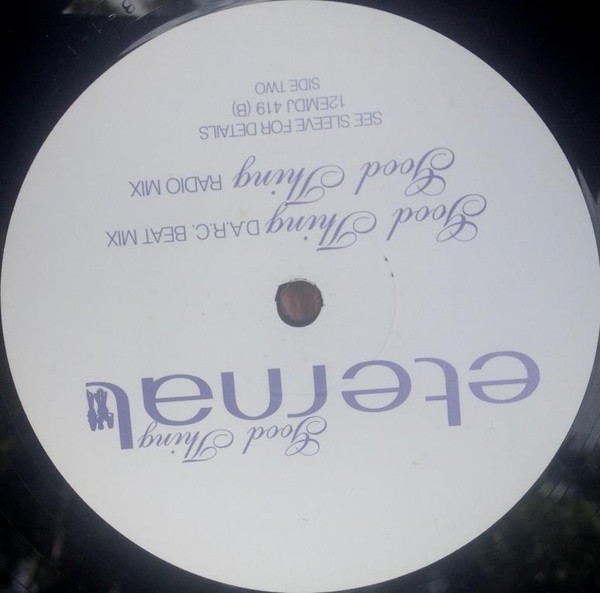 Good Thing
eternal
Good Thing D.A.R.C. BEAT MIX
Good Thing RADIO MIX
SEE SLEEVE FOR DETAILS
12EMDJ 419 (B)
SIDE TWO